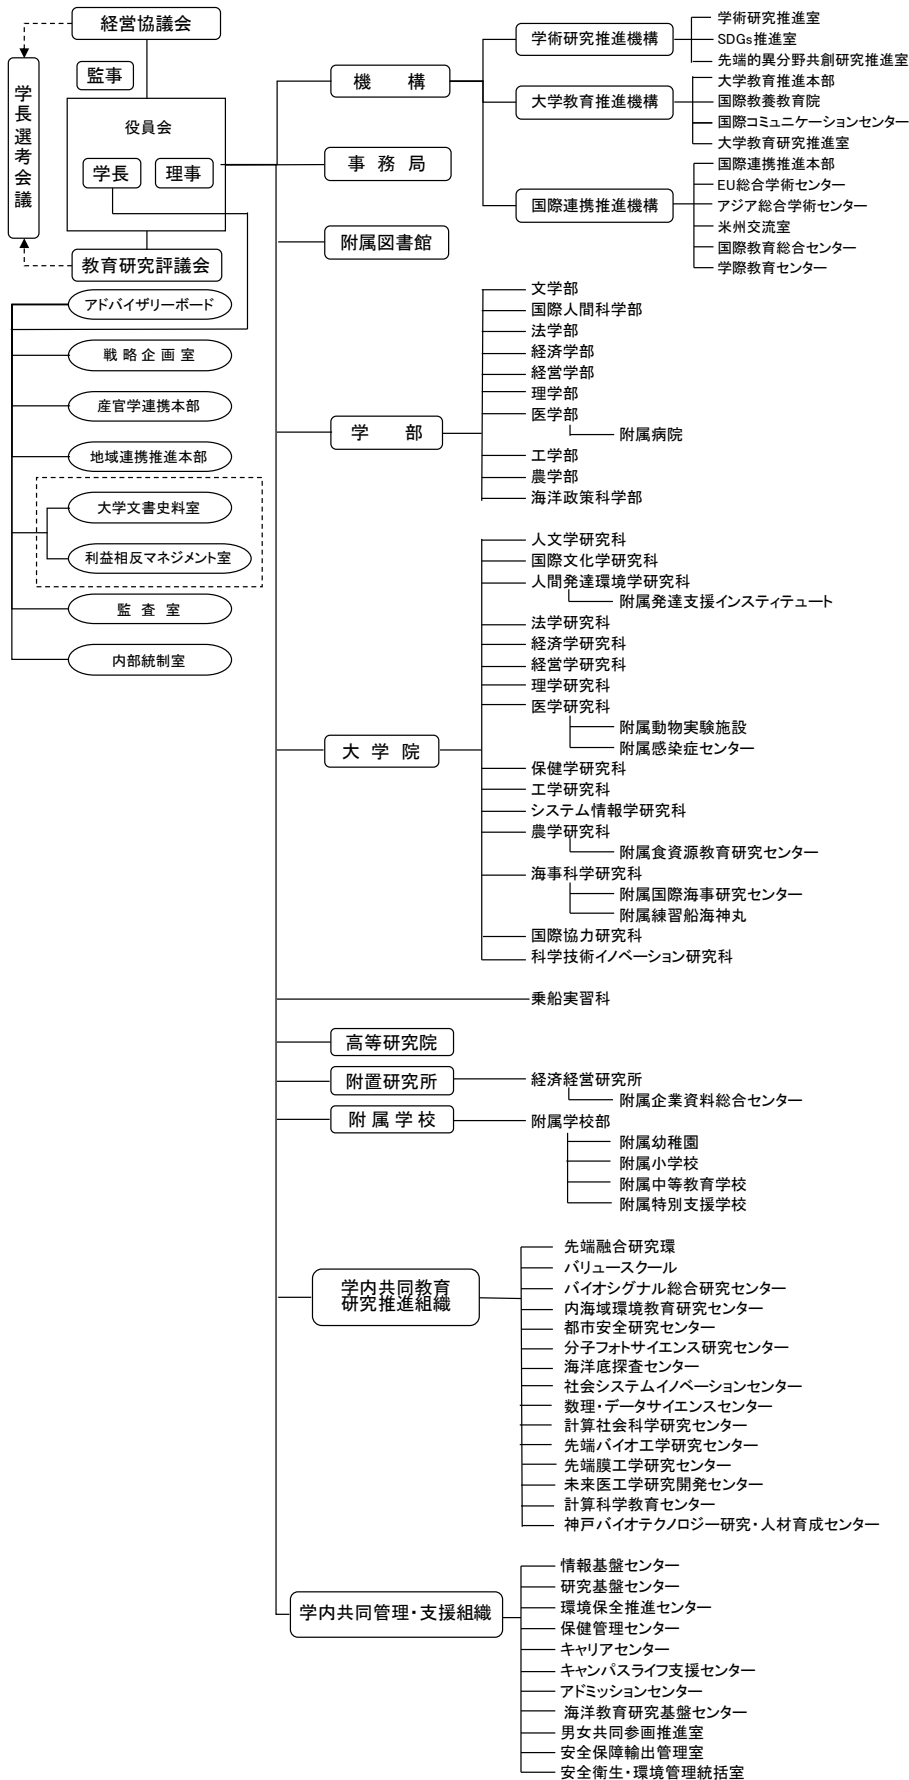 経営協議会
監事
学長選考会議
役員会
学長
理事
教育研究評議会
アドバイザリーボード
戦略企画室
産官学連携本部
地域連携推進本部
大学文書史料室
利益相反マネジメント室
監査室
内部統制室
機構
学術研究推進機構
学術研究推進室
SDGs推進室
先端的異分野共創研究推進室
大学教育推進機構
大学教育推進本部
国際教養教育院
国際コミュニケーションセンター
大学教育研究推進室
国際連携推進機構
国際連携推進本部
EU総合学術センター
アジア総合学術センター
米州交流室
国際教育総合センター
学際教育センター
事務局
附属図書館
学部
文学部
国際人間科学部
法学部
経済学部
経営学部
理学部
医学部
附属病院
工学部
農学部
海洋政策科学部
大学院
人文学研究科
国際文化学研究科
人間発達環境学研究科
附属発達支援インスティテュート
法学研究科
経済学研究科
経営学研究科
理学研究科
医学研究科
附属動物実験施設
附属感染症センター
保健学研究科
工学研究科
システム情報学研究科
農学研究科
附属食資源教育研究センター
海事科学研究科
附属国際海事研究センター
附属練習船海神丸
国際協力研究科
科学技術イノベーション研究科
乗船実習科
高等研究院
附置研究所
経済経営研究所
附属企業資料総合センター
附属学校
附属学校部
附属幼稚園
附属小学校
附属中等教育学校
附属特別支援学校
学内共同教育
研究推進組織
先端融合研究環
バリュースクール
バイオシグナル総合研究センター
内海域環境教育研究センター
都市安全研究センター
分子フォトサイエンス研究センター
海洋底探査センター
社会システムイノベーションセンター
数理・データサイエンスセンター
計算社会科学研究センター
先端バイオ工学研究センター
先端膜工学研究センター
未来医工学研究開発センター
計算科学教育センター
神戸バイオテクノロジー研究・人材育成センター
学内共同管理・支援組織
情報基盤センター
研究基盤センター
環境保全推進センター
保健管理センター
キャリアセンター
キャンパスライフ支援センター
アドミッションセンター
海洋教育研究基盤センター
男女共同参画推進室
安全保障輸出管理室
安全衛生・環境管理統括室